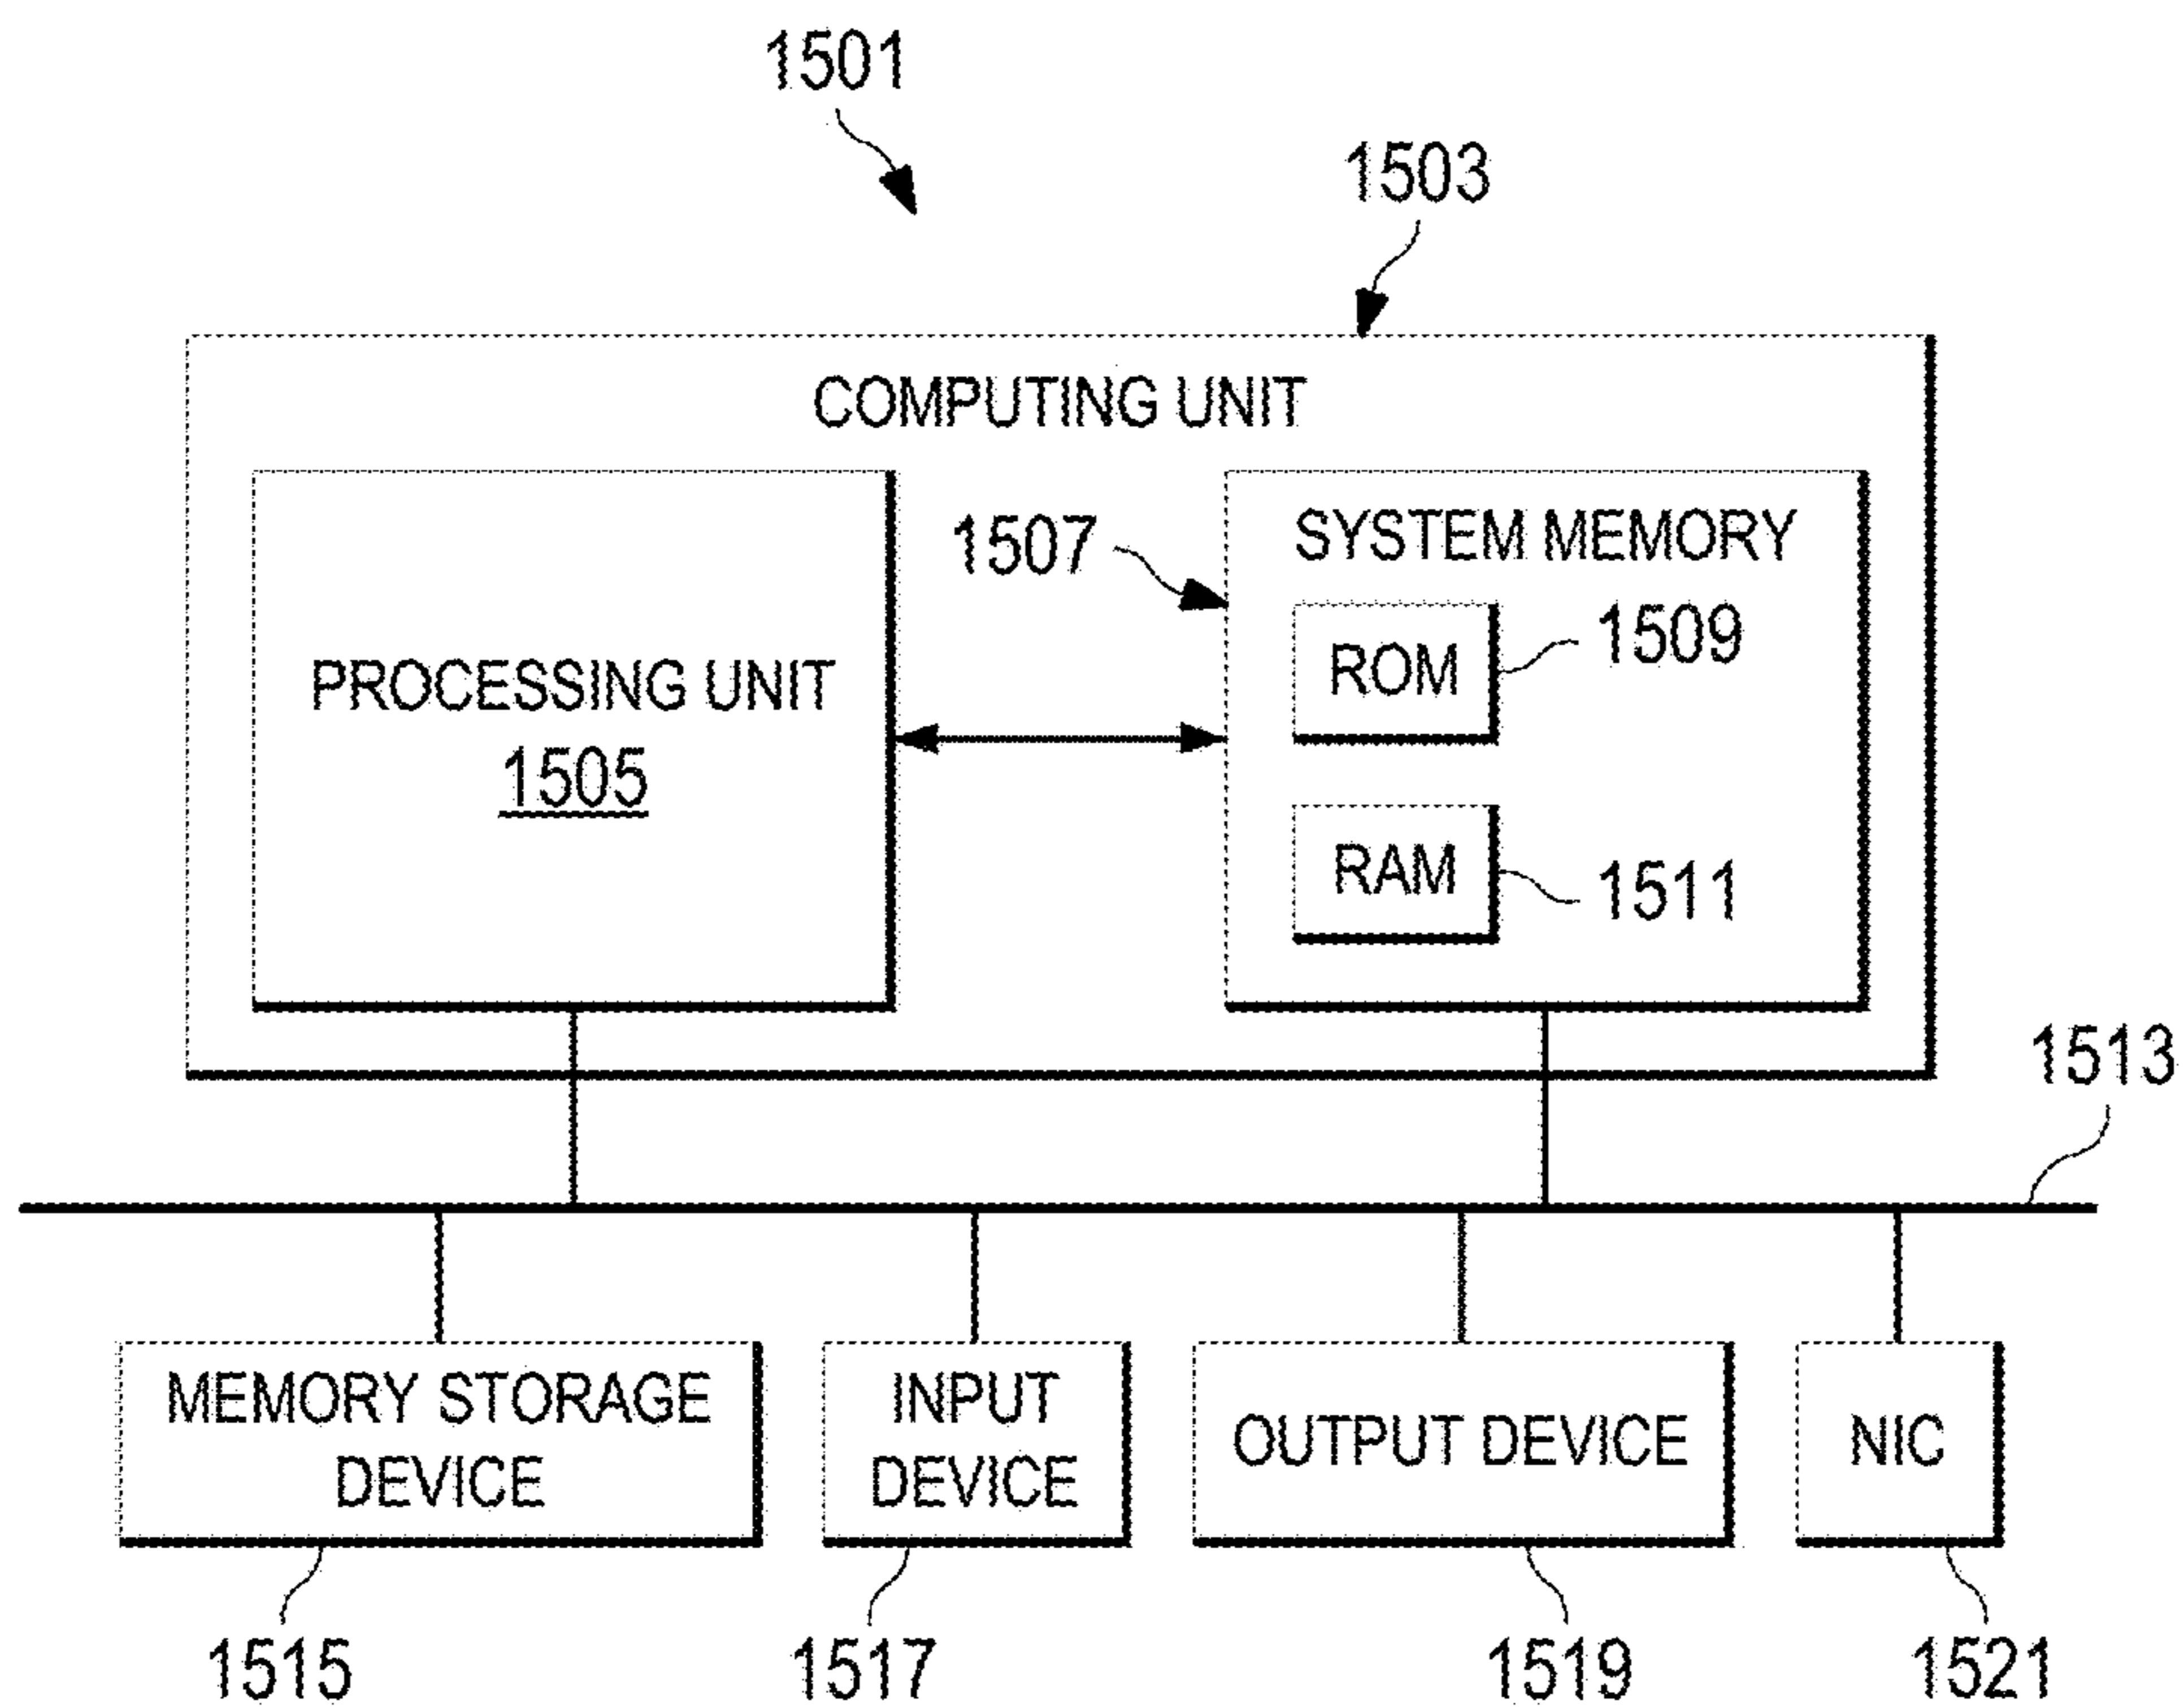 1501
1503
COMPUTING UNIT
1507
SYSTEM MEMORY
PROCESSING UNIT
1505
ROM
1509
RAM
1511
1513
MEMORY STORAGE
DEVICE
INPUT
DEVICE
OUTPUT DEVICE
NIC
1515
1517
1519
1521